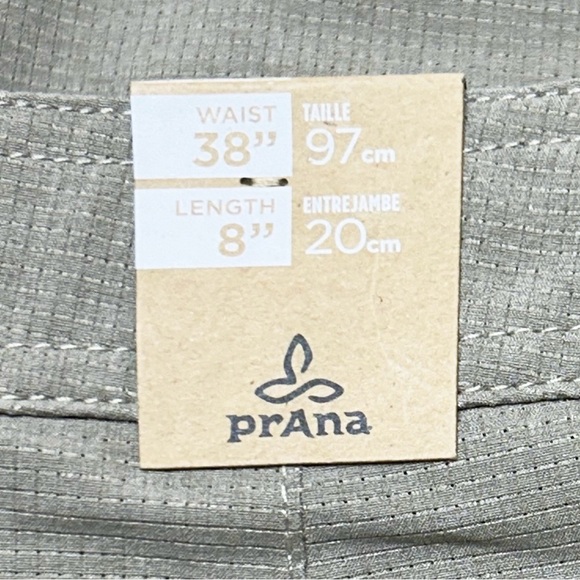 WAIST
38”
TAILLE
97cm
LENGTH
8”
ENTREJAMBE
20cm
prAna